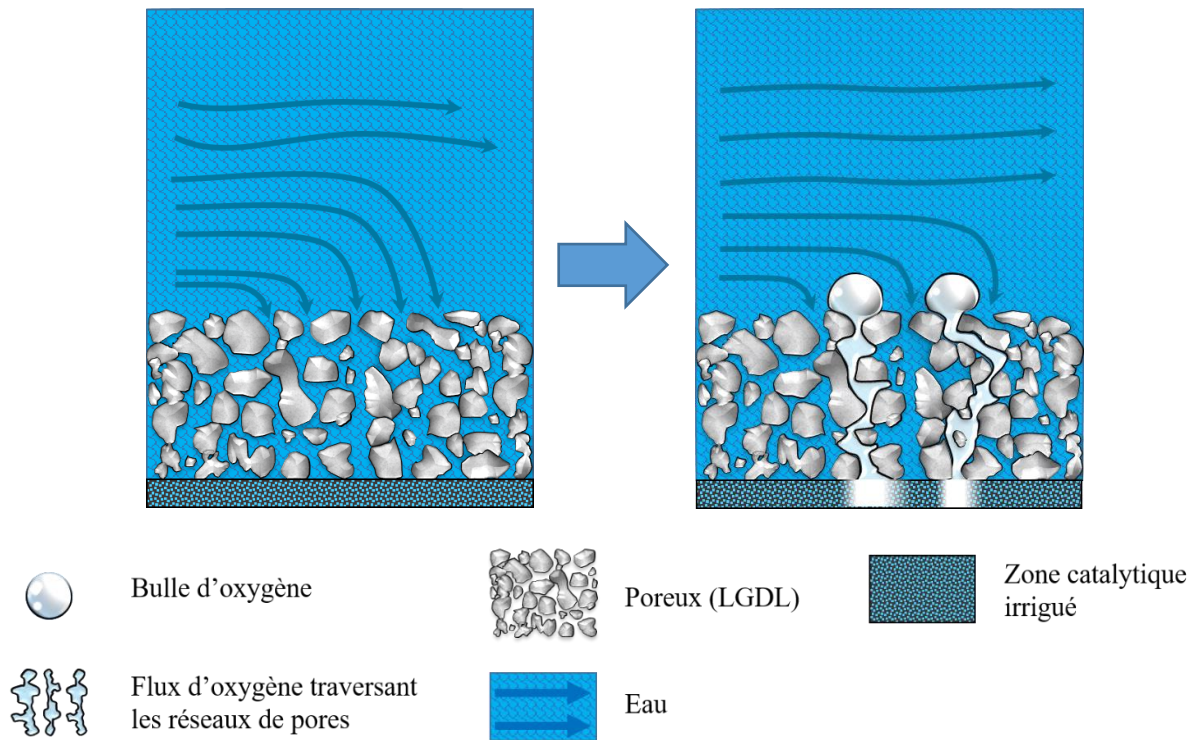 Bulle d'oxygène
Poreux (LGDL)
Zone catalytique
irrigué
Flux d'oxygène traversant
les réseaux de pores
Eau